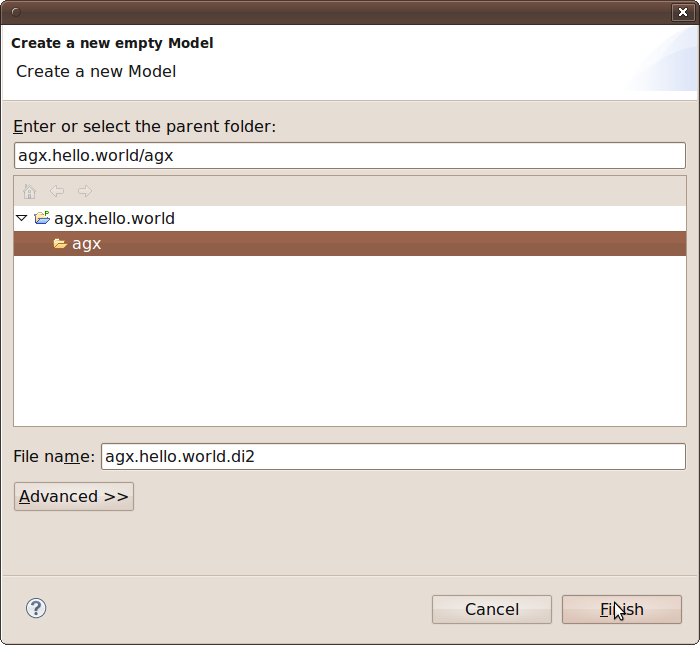 Create a new empty Model
Create a new Model
Enter or select the parent folder:
agx.hello.world/agx
agx.hello.world
agx
File name: agx.hello.world.di2
Advanced >>
? Cancel Finish